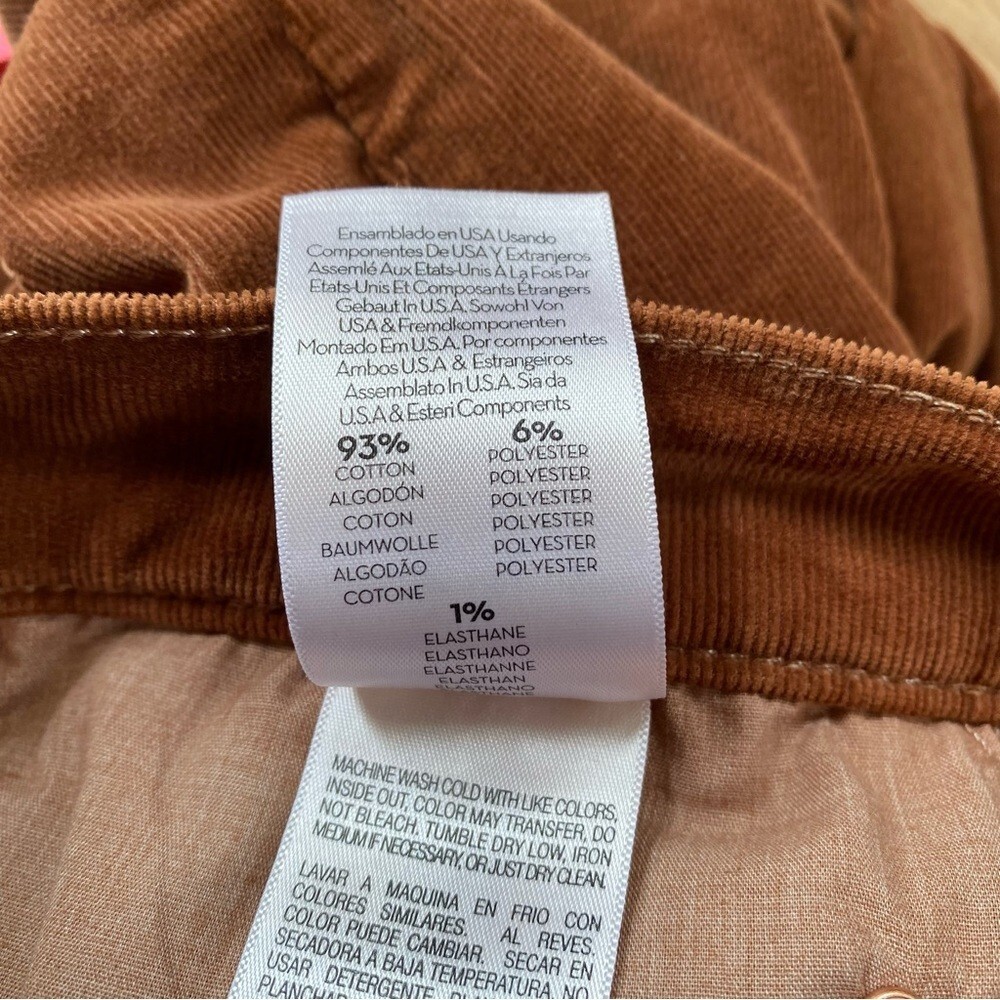 Ensamblado en USA Usando
Componentes De USA Y Extranjeros
Assemlé Aux Etats-Unis À La Fois Par
Etats-Unis Et Composants Étrangers
Gebaut In U.S.A. Sowohl Von
USA & Fremdkomponenten
Montado Em U.S.A. Por componentes
Ambos U.S.A & Estrangeiros
Assemblato In U.S.A. Sia da
U.S.A & Esteri Components
93%
COTTON
ALGODÓN
COTON
BAUMWOLLE
ALGODÃO
COTONE
6%
POLYESTER
POLYESTER
POLYESTER
POLYESTER
POLYESTER
POLYESTER
1%
ELASTHANE
ELASTHANO
ELASTHANNE
ELASTHAN
ELASTHANO
MACHINE WASH COLD WITH LIKE COLORS,
INSIDE OUT, COLOR MAY TRANSFER, DO
NOT BLEACH, TUMBLE DRY LOW, IRON
MEDIUM IF NECESSARY, OR JUST DRY CLEAN.
LAVAR A MAQUINA EN FRIO CON
COLORES SIMILARES, AL REVES.
COLOR PUEDE CAMBIAR. SECAR EN
SECADORA A BAJA TEMPERATURA, NO
USAR DETERGENTE